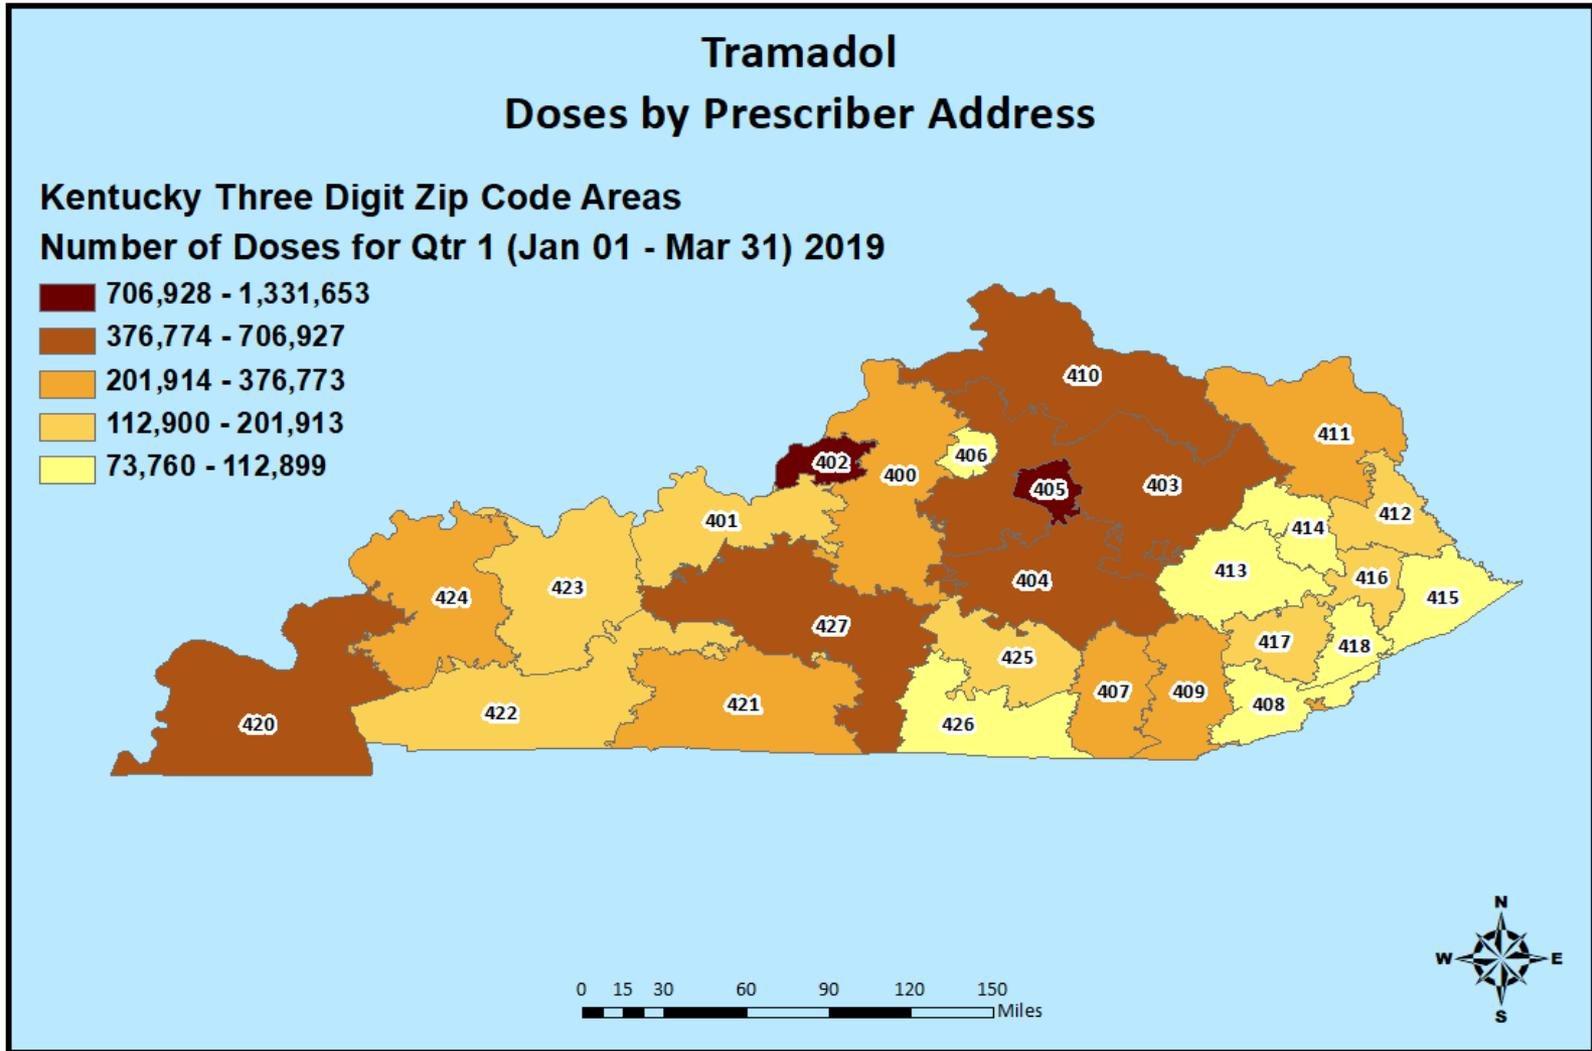 Tramadol
Doses by Prescriber Address
Kentucky Three Digit Zip Code Areas
Number of Doses for Qtr 1 (Jan 01 - Mar 31) 2019
706,928 - 1,331,653
376,774 - 706,927
201,914 - 376,773
112,900 - 201,913
73,760 - 112,899
410
411
402
406
400
405
403
401
412
414
413
404
416
423
424
415
427
417
418
425
407
409
408
421
422
420
426
N
W E
S
0 15 30 60 90 120 150
Miles